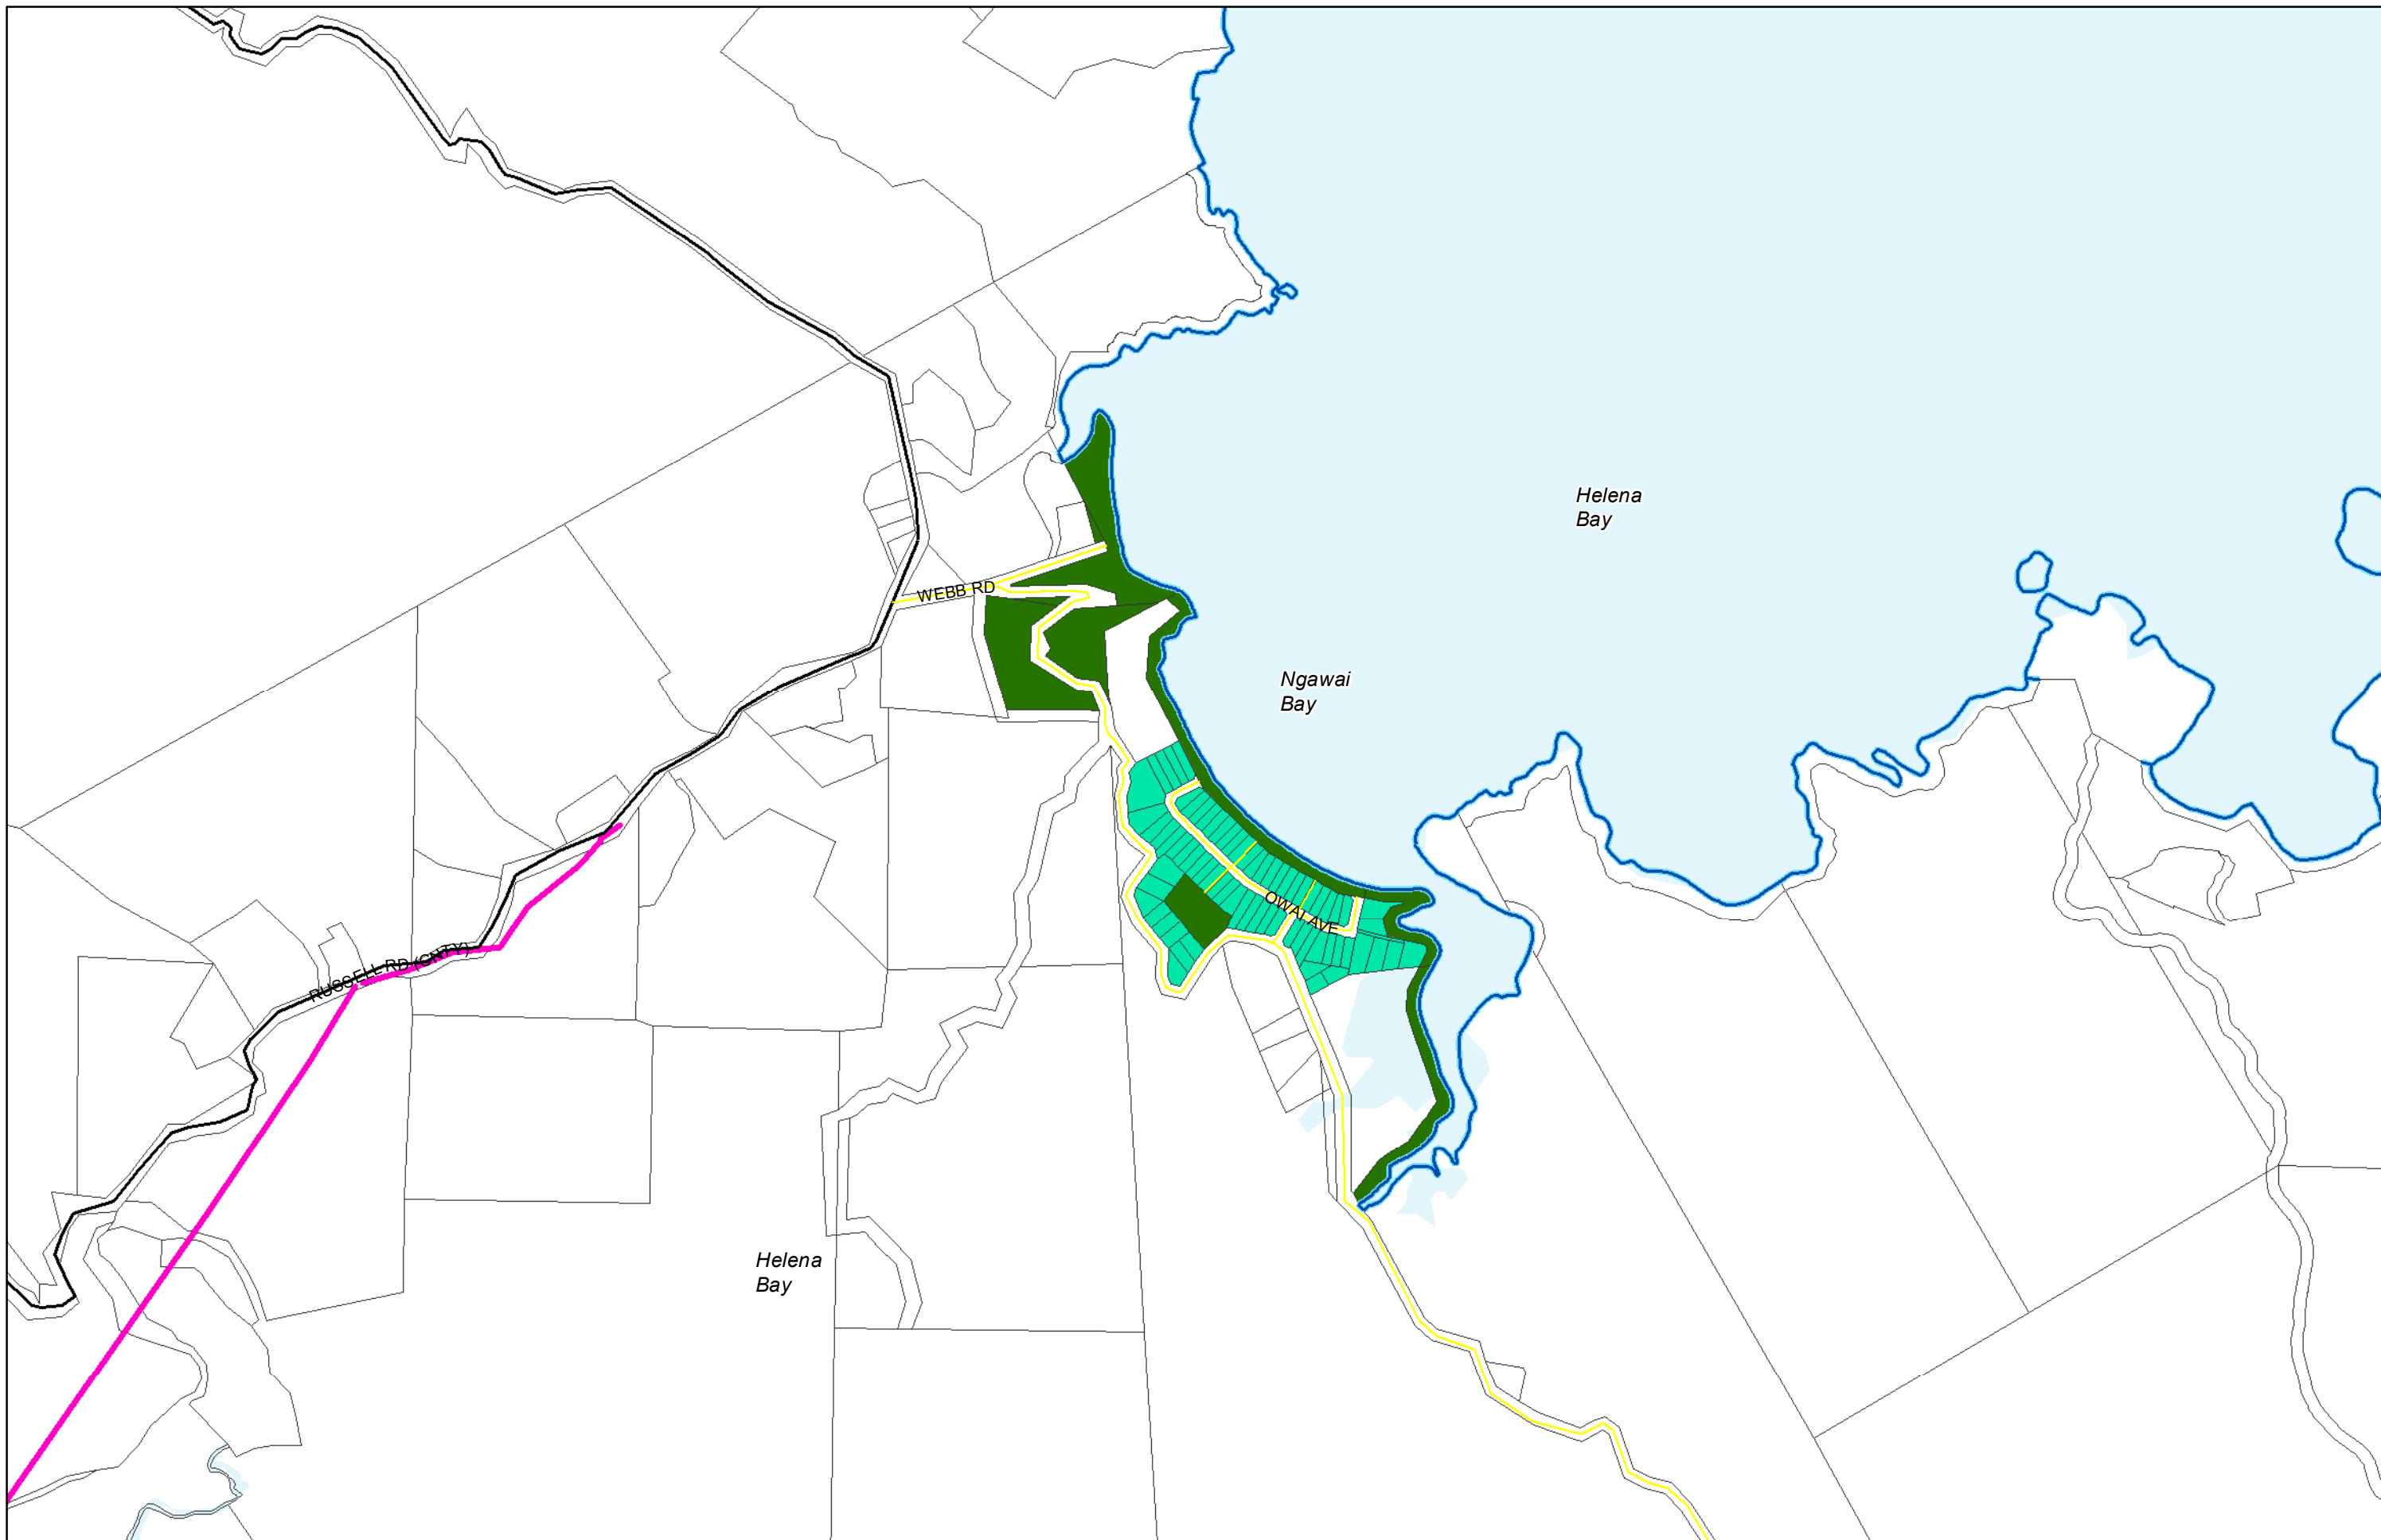 Helena
Bay
WEBB RD
Ngawai
Bay
OWAI AVE
RUSSELL RD (CNTY)
Helena
Bay